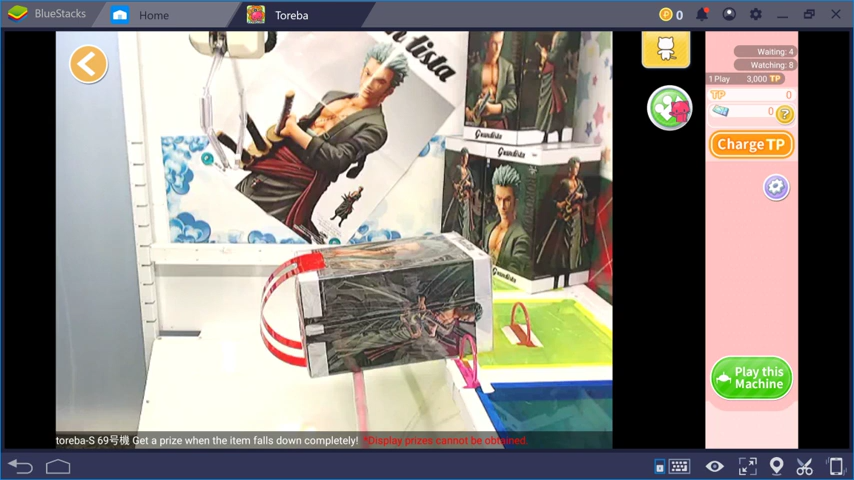 BlueStacks
Home
Toreba
0
Waiting: 4
Watching: 8
1 Play 3,000 TP
TP 0
0
?
Charge TP
Grandista
Grandista
Grandista
Play this
Machine
toreba-S 69号機 Get a prize when the item falls down completely! *Display prizes cannot be obtained.